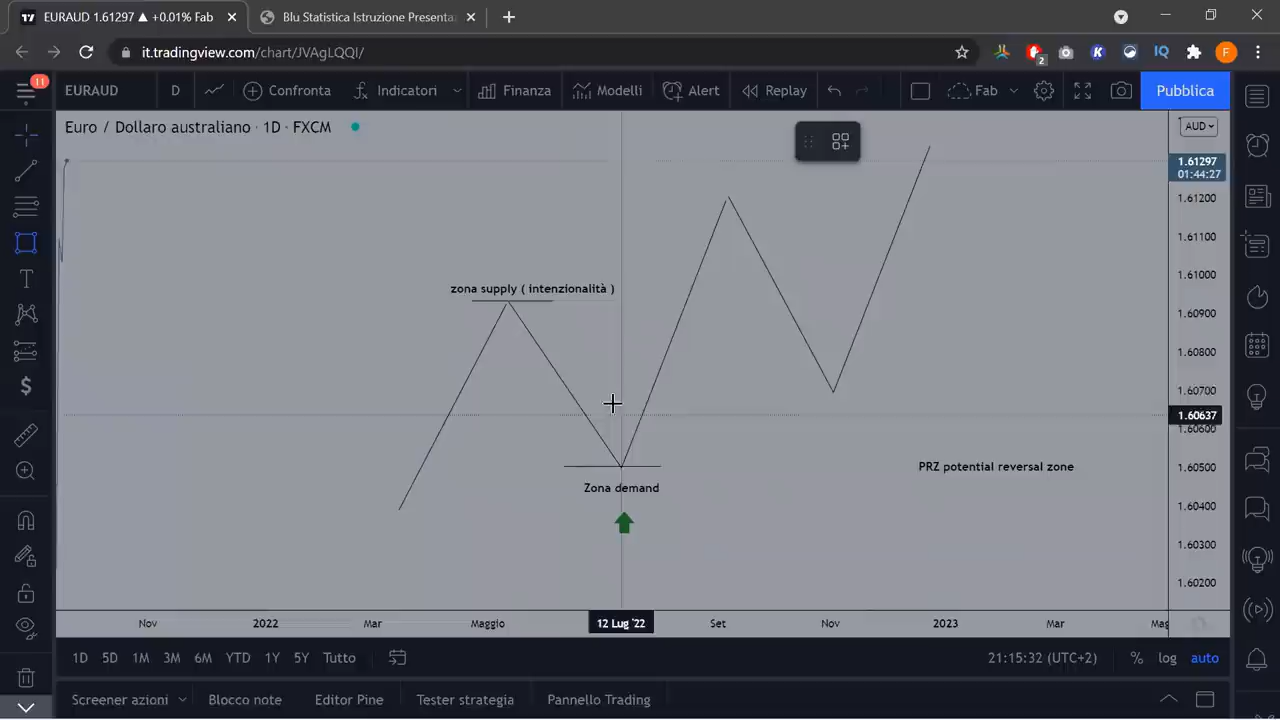 EURAUD 1.61297 ▲ +0.01% Fab
Blu Statistica Istruzione Presenta
it.tradingview.com/chart/JVAgLQQI/
2
K
IQ
F
11
EURAUD
D
Confronta
Indicatori
Finanza
Modelli
Alert
Replay
Fab
Pubblica
Euro / Dollaro australiano · 1D · FXCM
AUD
1.61297
01:44:27
1.61200
1.61100
1.61000
1.60900
1.60800
1.60700
1.60637
1.60600
1.60500
1.60400
1.60300
1.60200
zona supply ( intenzionalità )
PRZ potential reversal zone
Zona demand
Nov
2022
Mar
Maggio
12 Lug '22
Set
Nov
2023
Mar
Mag
1D 5D 1M 3M 6M YTD 1Y 5Y Tutto
21:15:32 (UTC+2)
% log auto
Screener azioni
Blocco note
Editor Pine
Tester strategia
Pannello Trading